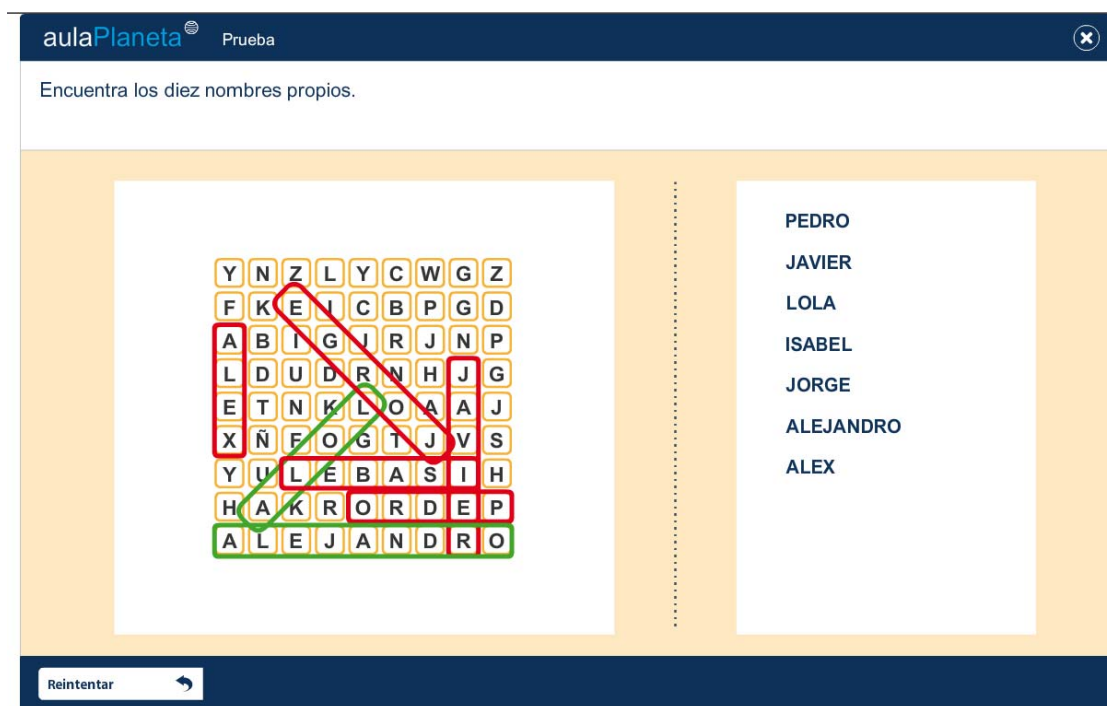 aulaPlaneta Prueba
Encuentra los diez nombres propios.
Y N Z L Y C W G Z
F K E I C B P G D
A B I G J R J N P
L D U D R N H J G
E T N K L O A A J
X Ñ F O G T J V S
Y U L E B A S I H
H A K R O R D E P
A L E J A N D R O
PEDRO
JAVIER
LOLA
ISABEL
JORGE
ALEJANDRO
ALEX
Reintentar